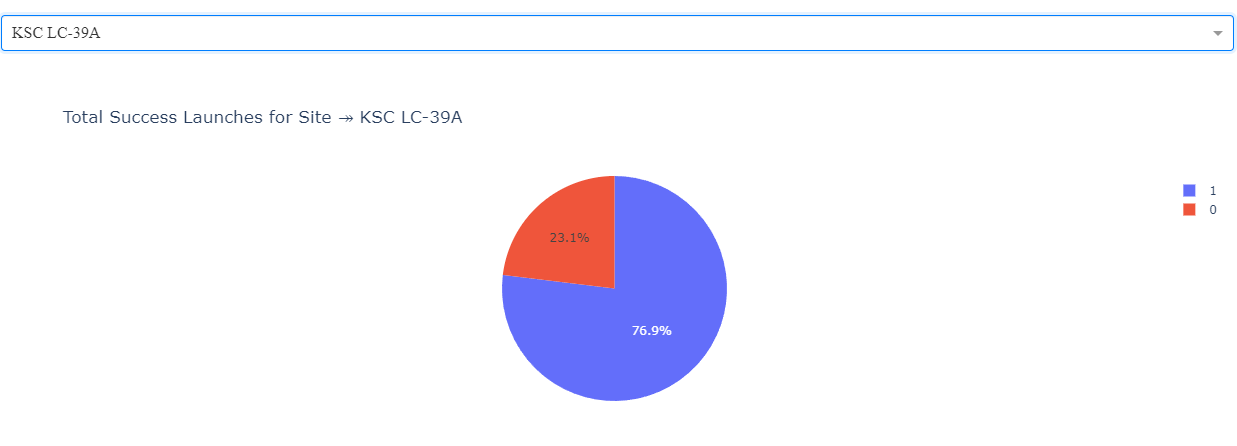 KSC LC-39A
Total Success Launches for Site ↠ KSC LC-39A
1
0
23.1%
76.9%